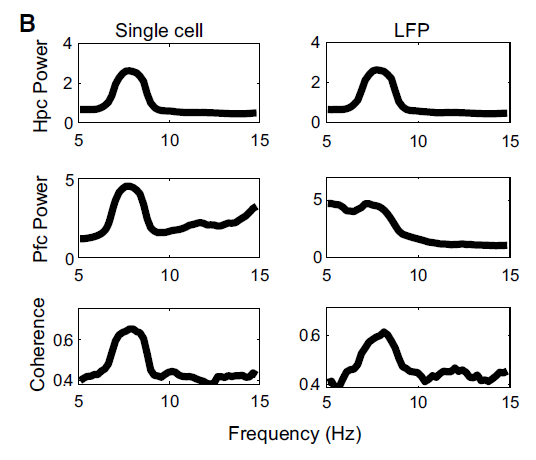 B
Single cell LFP
Hpc Power
4 4
2 2
0 0
5 10 15 5 10 15
Pfc Power
5 5
0 0
5 10 15 5 10 15
Coherence
0.6 0.6
0.4 0.4
5 10 15 5 10 15
Frequency (Hz)